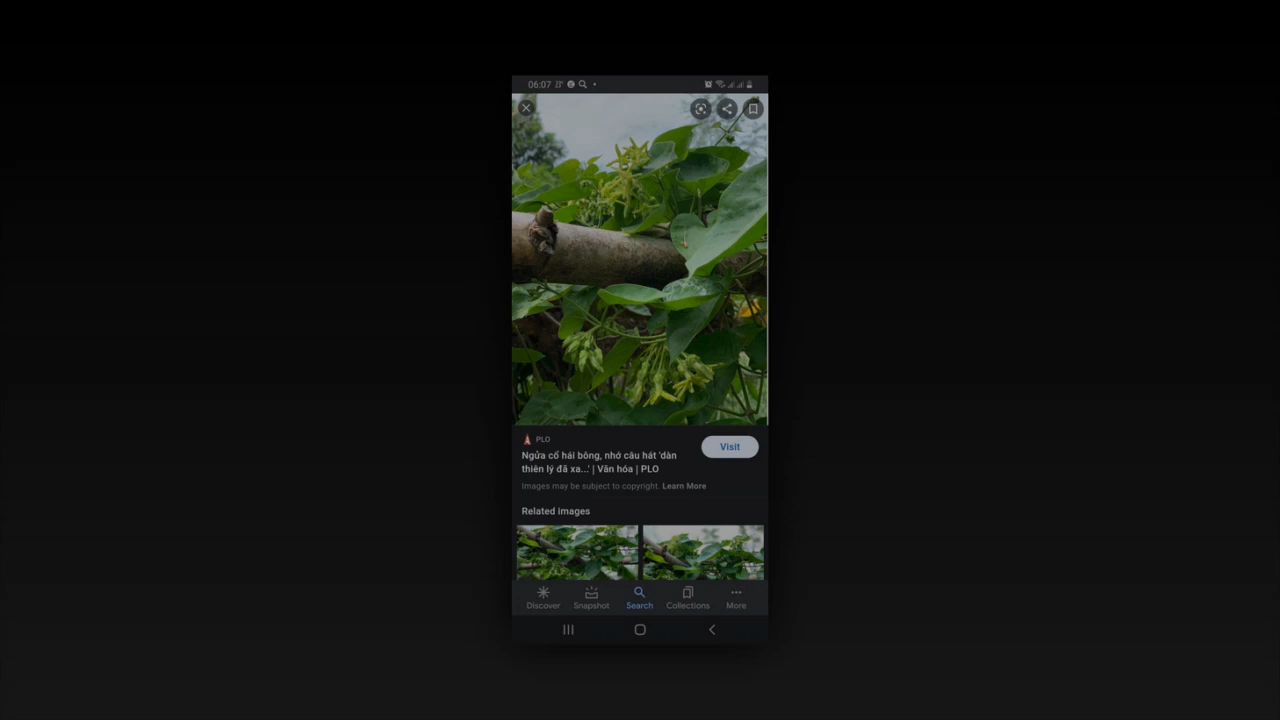 06:07
PLO
Visit
Ngửa cổ hái bông, nhớ câu hát 'dàn
thiên lý đã xa...' | Văn hóa | PLO
Images may be subject to copyright. Learn More
Related images
Discover
Snapshot
Search
Collections
More